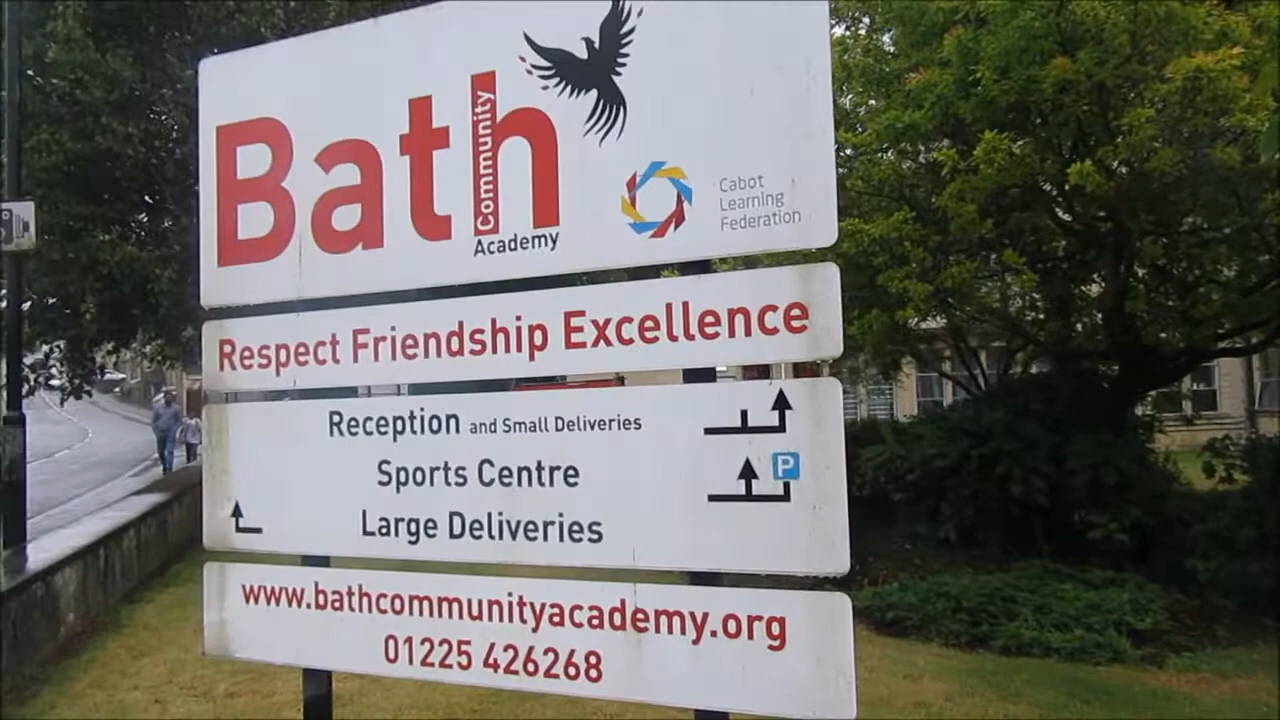 Bath
Community
Academy
Cabot
Learning
Federation
Respect Friendship Excellence
Reception and Small Deliveries
Sports Centre
P
Large Deliveries
www.bathcommunityacademy.org
01225 426268